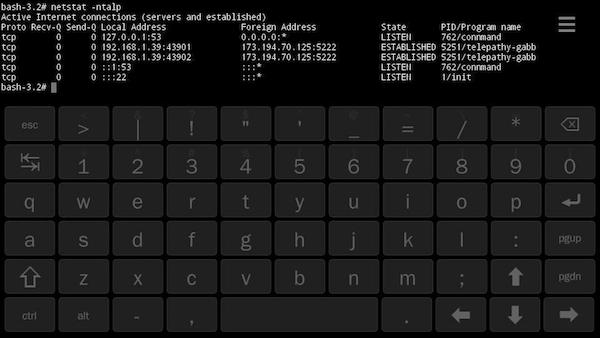 bash-3.2# netstat -ntalp
Active Internet connections (servers and established)
Proto Recv-Q Send-Q Local Address Foreign Address State PID/Program name
tcp 0 0 127.0.0.1:53 0.0.0.0:* LISTEN 762/connmand
tcp 0 0 192.168.1.39:43901 173.194.70.125:5222 ESTABLISHED 5251/telepathy-gabb
tcp 0 0 192.168.1.39:43902 173.194.70.125:5222 ESTABLISHED 5251/telepathy-gabb
tcp 0 0 :::53 :::* LISTEN 762/connmand
tcp 0 0 :::22 :::* LISTEN 1/init
bash-3.2#
esc > | ! " ' _ = / *
1 2 3 4 5 6 7 8 9 0
q w e r t y u i o p
a s d f g h j k l : pgup
z x c v b n m ; pgdn
ctrl alt - , .